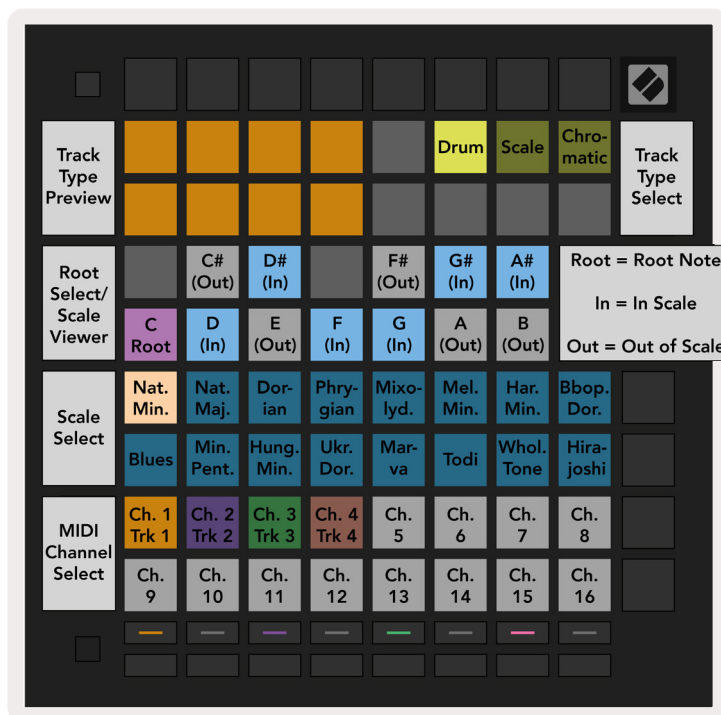 Track
Type
Preview
Drum
Scale
Chro-
matic
Track
Type
Select
Root
Select/
Scale
Viewer
C#
(Out)
D#
(In)
F#
(Out)
G#
(In)
A#
(In)
C
Root
D
(In)
E
(Out)
F
(In)
G
(In)
A
(Out)
B
(Out)
Root = Root Note
In = In Scale
Out = Out of Scale
Scale
Select
Nat.
Min.
Nat.
Maj.
Dor-
ian
Phry-
gian
Mixo-
lyd.
Mel.
Min.
Har.
Min.
Bbop.
Dor.
Blues
Min.
Pent.
Hung.
Min.
Ukr.
Dor.
Mar-
va
Todi
Whol.
Tone
Hira-
joshi
MIDI
Channel
Select
Ch. 1
Trk 1
Ch. 2
Trk 2
Ch. 3
Trk 3
Ch. 4
Trk 4
Ch.
5
Ch.
6
Ch.
7
Ch.
8
Ch.
9
Ch.
10
Ch.
11
Ch.
12
Ch.
13
Ch.
14
Ch.
15
Ch.
16